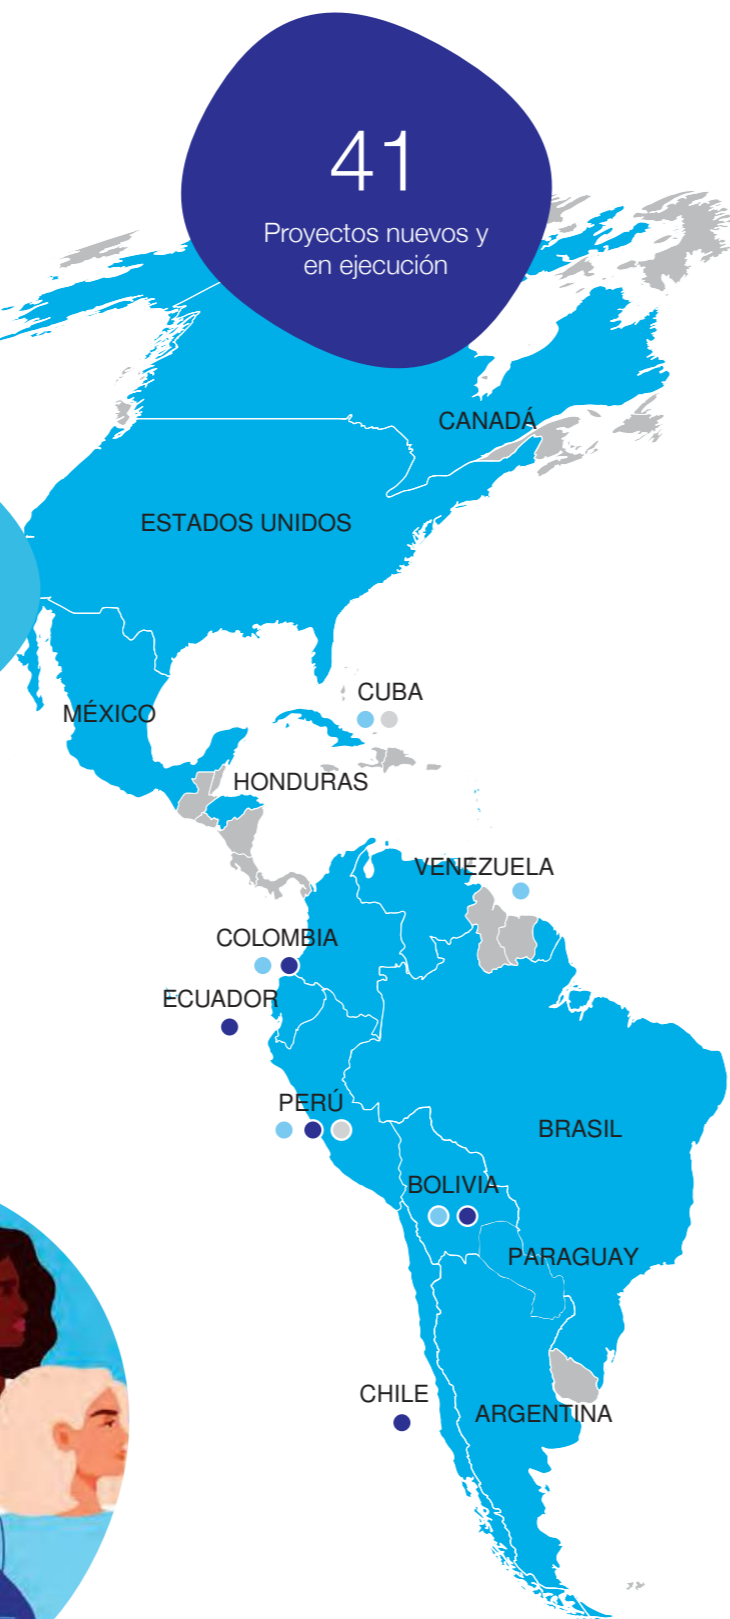 41
Proyectos nuevos y
en ejecución
CANADÁ
ESTADOS UNIDOS
CUBA
MÉXICO
HONDURAS
VENEZUELA
COLOMBIA
ECUADOR
PERÚ
BRASIL
BOLIVIA
PARAGUAY
CHILE
ARGENTINA